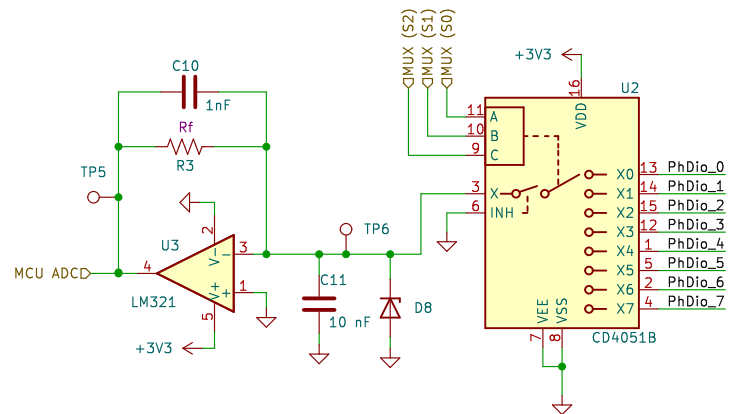 MUX (S2)
MUX (S1)
MUX (S0)
+3V3
16
U2
C10
1nF
11
A
VDD
Rf
10
B
R3
9
C
TP5
13
X0
PhDio_0
3
X
14
X1
PhDio_1
6
INH
15
X2
PhDio_2
TP6
12
X3
PhDio_3
2
U3
V-
3
-
1
X4
PhDio_4
MCU ADC
4
5
X5
PhDio_5
C11
V+
+
1
2
X6
PhDio_6
LM321
D8
4
X7
PhDio_7
5
10 nF
VEE
VSS
+3V3
7
8
CD4051B